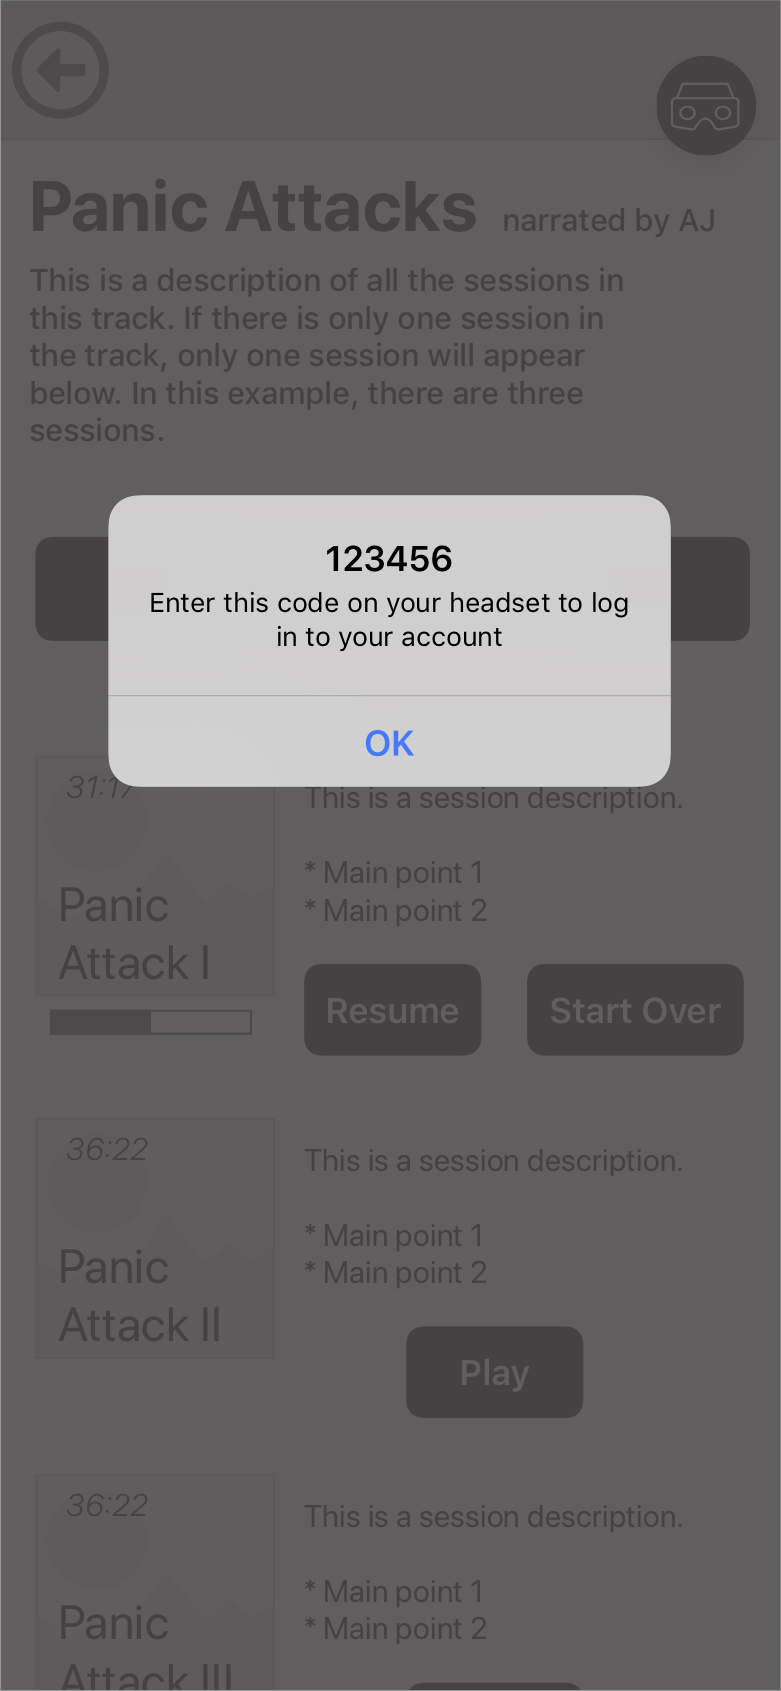 Panic Attacks narrated by AJ
This is a description of all the sessions in
this track. If there is only one session in
the track, only one session will appear
below. In this example, there are three
sessions.
123456
Enter this code on your headset to log
in to your account
OK
31:17
This is a session description.
* Main point 1
* Main point 2
Panic
Attack I
Resume
Start Over
36:22
This is a session description.
* Main point 1
* Main point 2
Panic
Attack II
Play
36:22
This is a session description.
* Main point 1
* Main point 2
Panic
Attack III